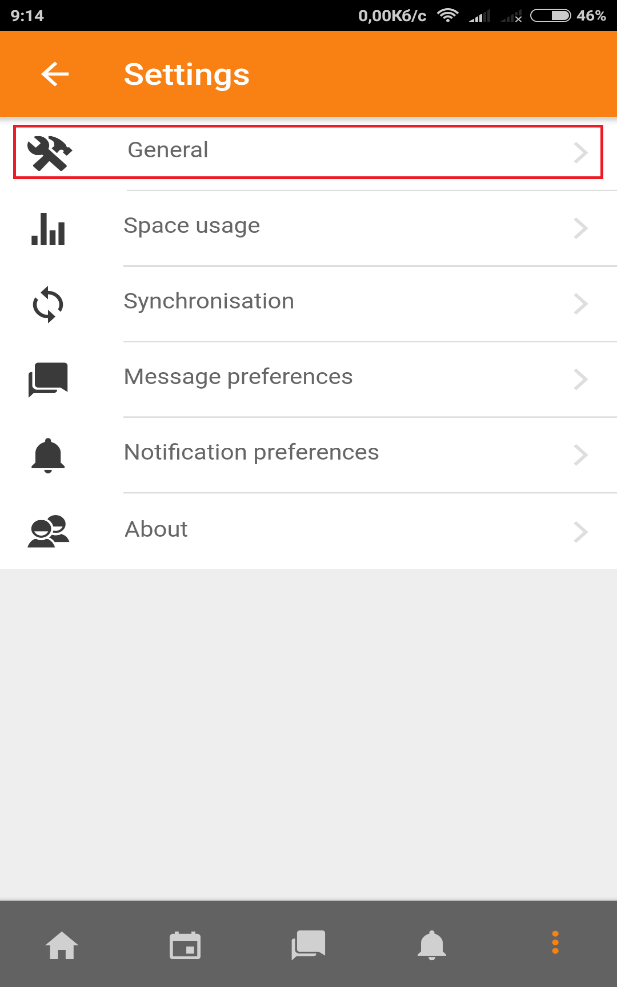 9:14 0,00Кб/с 46%
Settings
General
Space usage
Synchronisation
Message preferences
Notification preferences
About